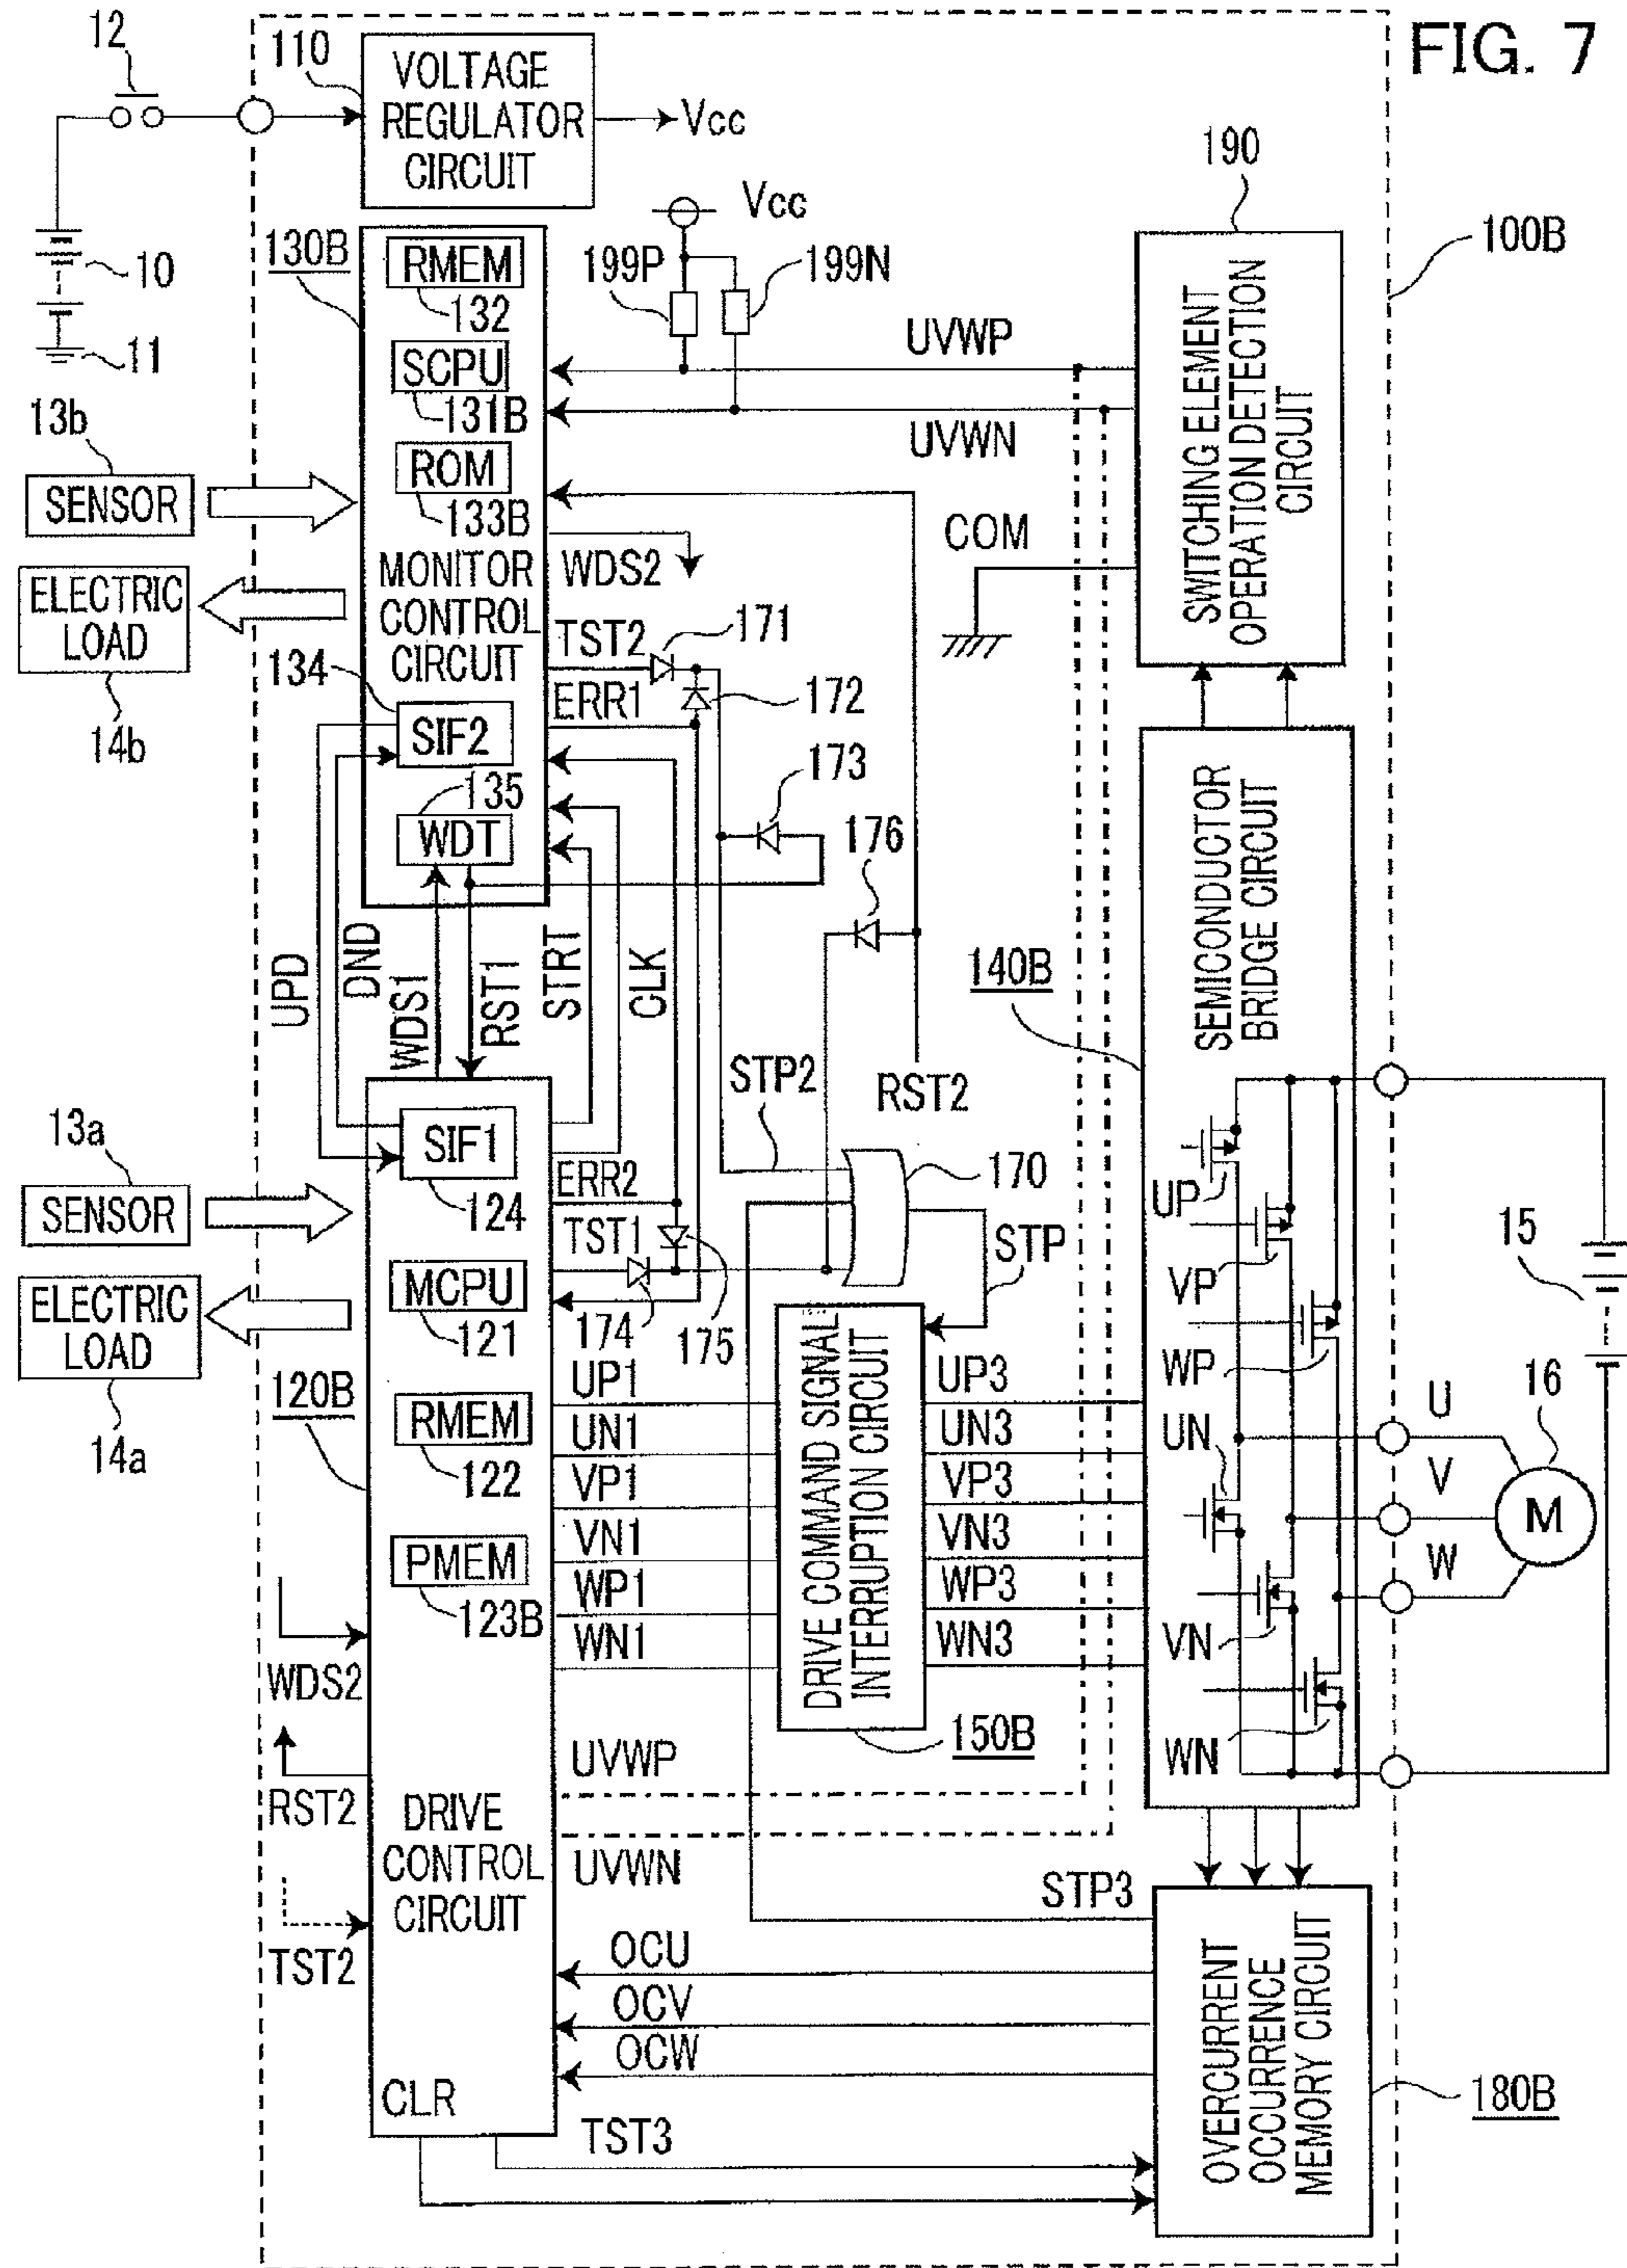 FIG. 7
12
110
VOLTAGE
REGULATOR
CIRCUIT
Vcc
190
Vcc
100B
130B
RMEM
132
199P
199N
10
SCPU
131B
UVWP
11
13b
UVWN
ROM
133B
SENSOR
COM
SWITCHING ELEMENT
OPERATION DETECTION
CIRCUIT
MONITOR
CONTROL
CIRCUIT
WDS2
ELECTRIC
LOAD
TST2
171
134
ERR1
172
14b
SIF2
135
173
WDT
176
SEMICONDUCTOR
BRIDGE CIRCUIT
UPD
DND
WDS1
RST1
STRT
CLK
140B
STP2
RST2
13a
SIF1
124
SENSOR
ERR2
170
UP
TST1
STP
VP
15
MCPU
121
174
175
ELECTRIC
LOAD
WP
16
120B
UP1
UP3
U
14a
RMEM
122
UN1
UN3
UN
V
VP1
VP3
M
VN1
VN3
W
PMEM
123B
WP1
WP3
VN
WN1
WN3
DRIVE COMMAND SIGNAL
INTERRUPTION CIRCUIT
WDS2
150B
WN
UVWP
RST2
DRIVE
CONTROL
CIRCUIT
UVWN
STP3
TST2
OCU
OCV
OCW
OVERCURRENT
OCCURRENCE
MEMORY CIRCUIT
180B
CLR
TST3